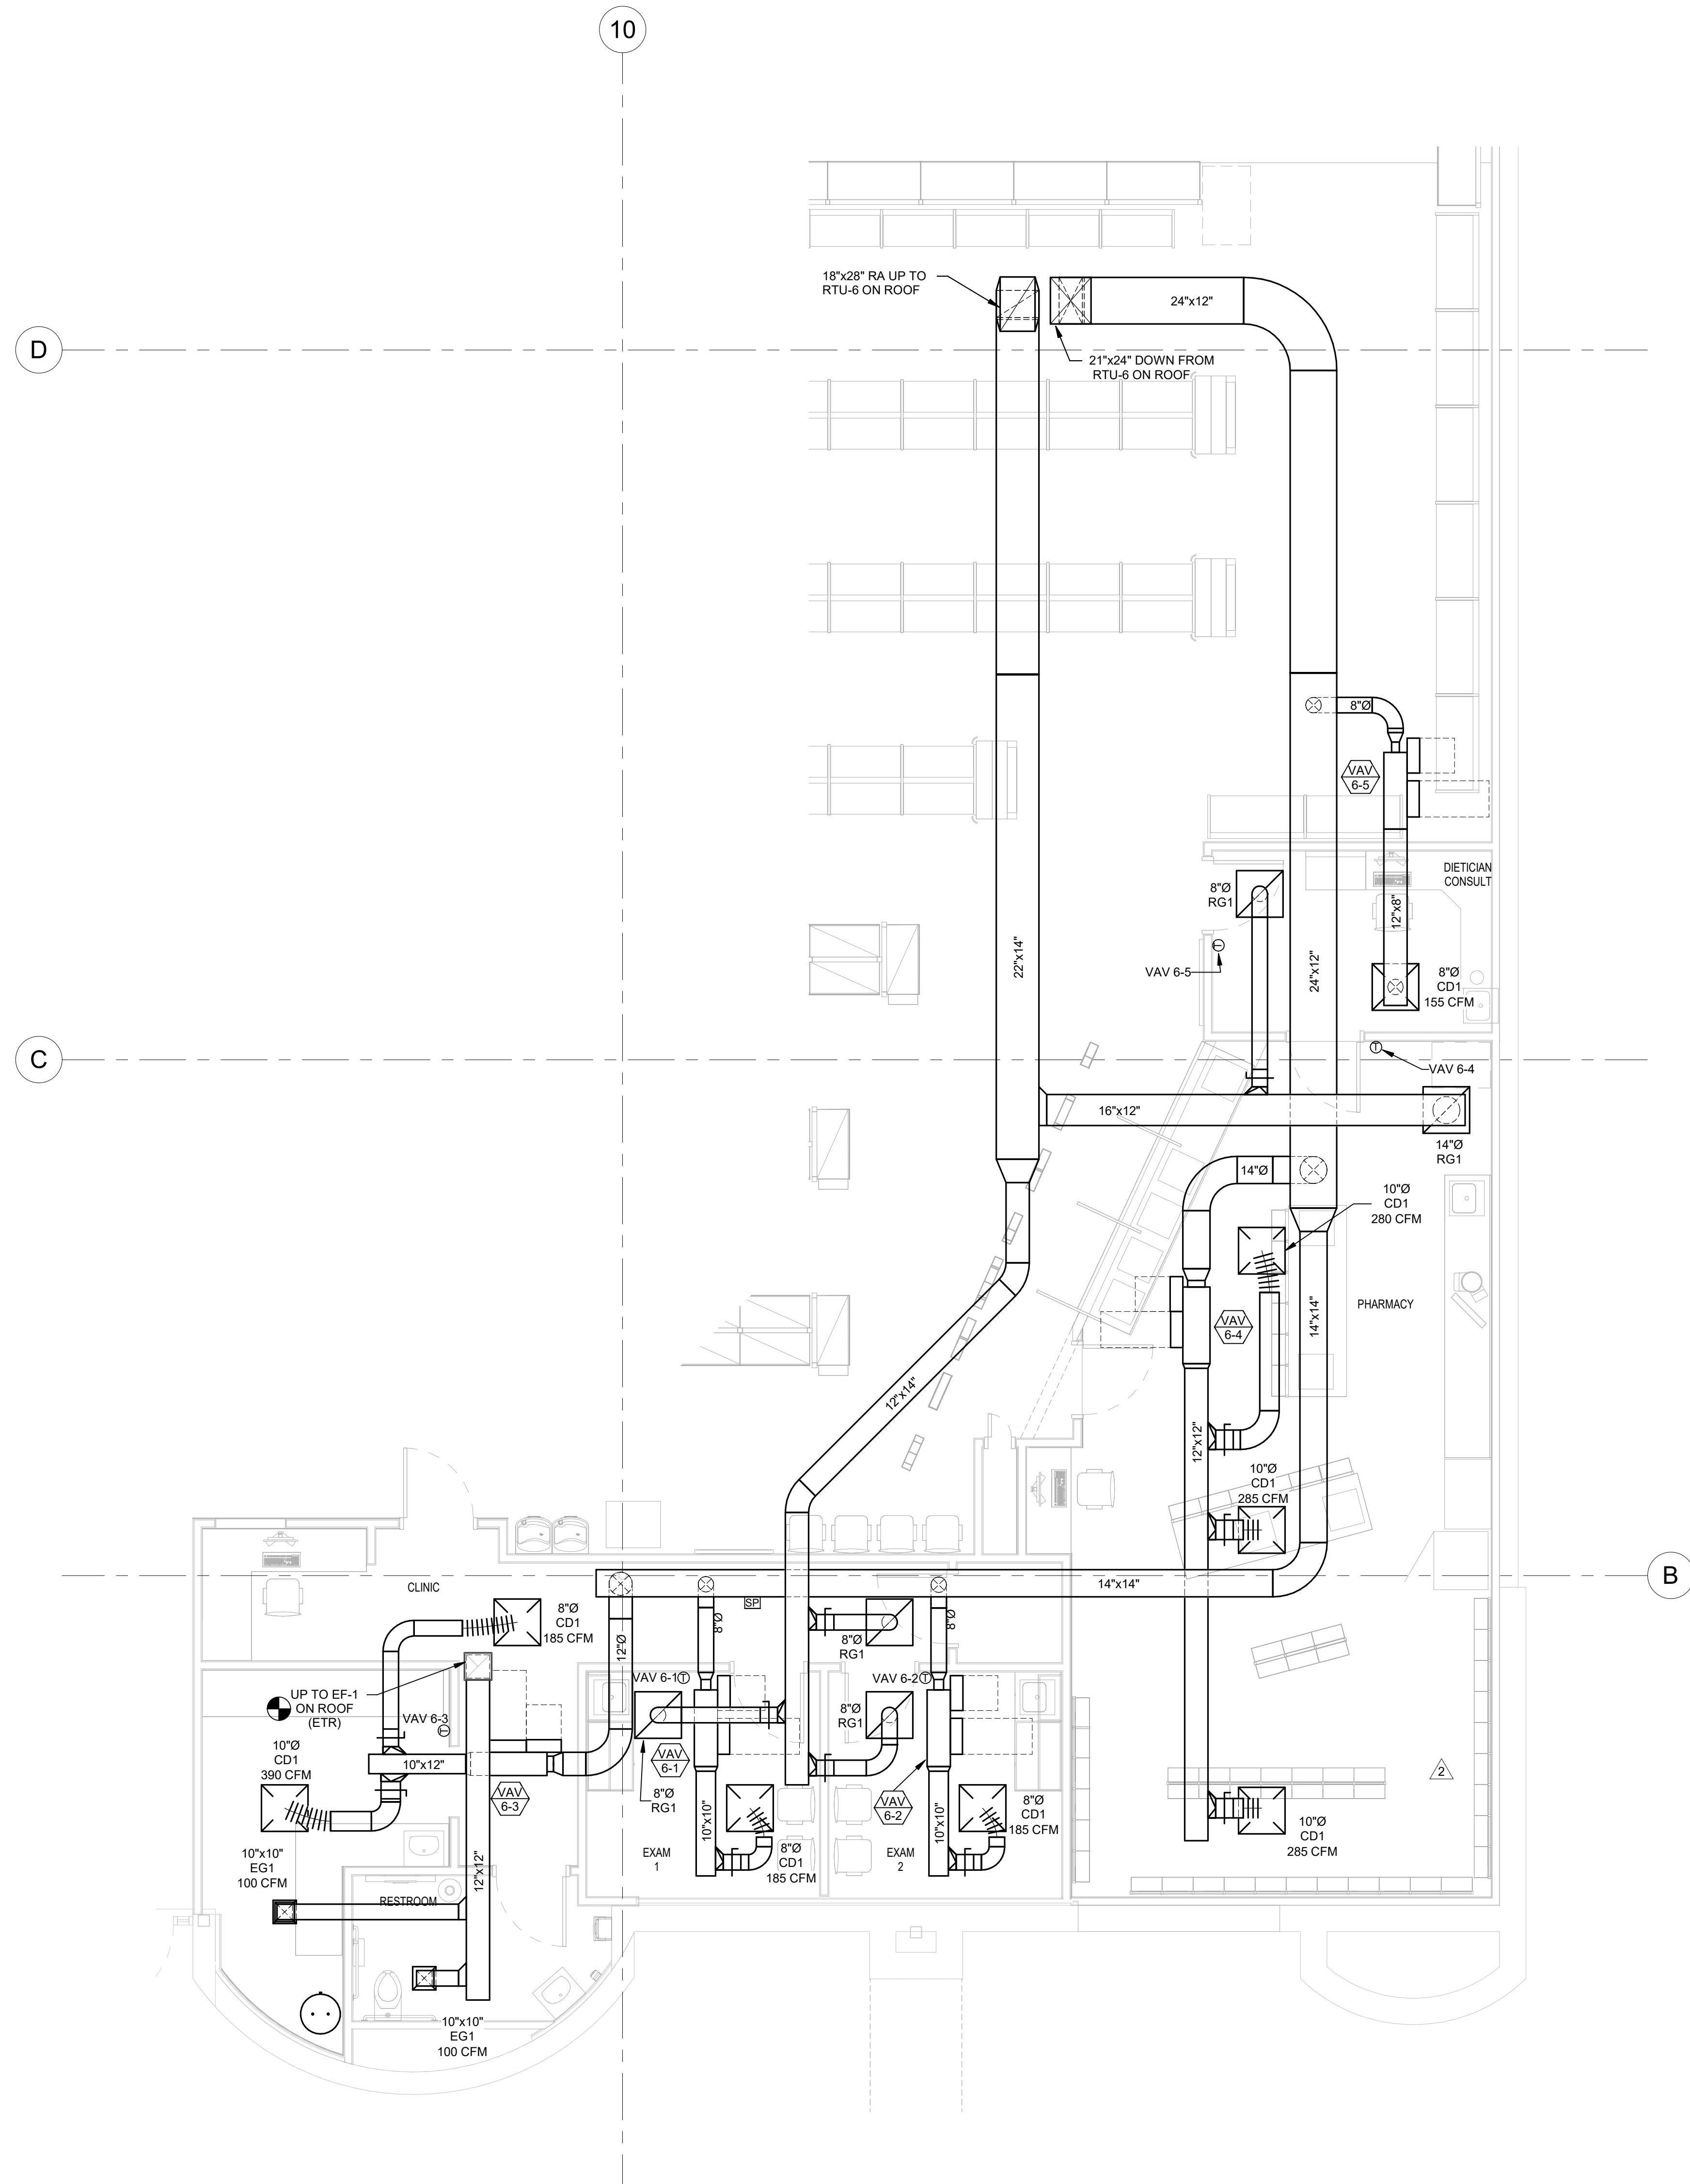 10
18"x28" RA UP TO
RTU-6 ON ROOF
24"x12"
D
21"x24" DOWN FROM
RTU-6 ON ROOF
8"Ø
VAV
6-5
DIETICIAN
CONSULT
8"Ø
RG1
12"x8"
22"x14"
24"x12"
VAV 6-5
T
8"Ø
CD1
155 CFM
C
T
VAV 6-4
16"x12"
14"Ø
RG1
14"Ø
10"Ø
CD1
280 CFM
PHARMACY
VAV
6-4
14"x14"
12"x14"
12"x12"
10"Ø
CD1
285 CFM
B
14"x14"
CLINIC
SP
8"Ø
CD1
185 CFM
12"Ø
8"Ø
8"Ø
8"Ø
RG1
VAV 6-1
T
VAV 6-2
T
UP TO EF-1
ON ROOF
(ETR)
VAV 6-3
T
8"Ø
RG1
10"Ø
CD1
390 CFM
10"x12"
VAV
6-1
VAV
6-3
8"Ø
RG1
VAV
6-2
2
8"Ø
CD1
185 CFM
10"x10"
10"x10"
10"Ø
CD1
285 CFM
EXAM
1
8"Ø
CD1
185 CFM
EXAM
2
10"x10"
EG1
100 CFM
12"x12"
RESTROOM
10"x10"
EG1
100 CFM